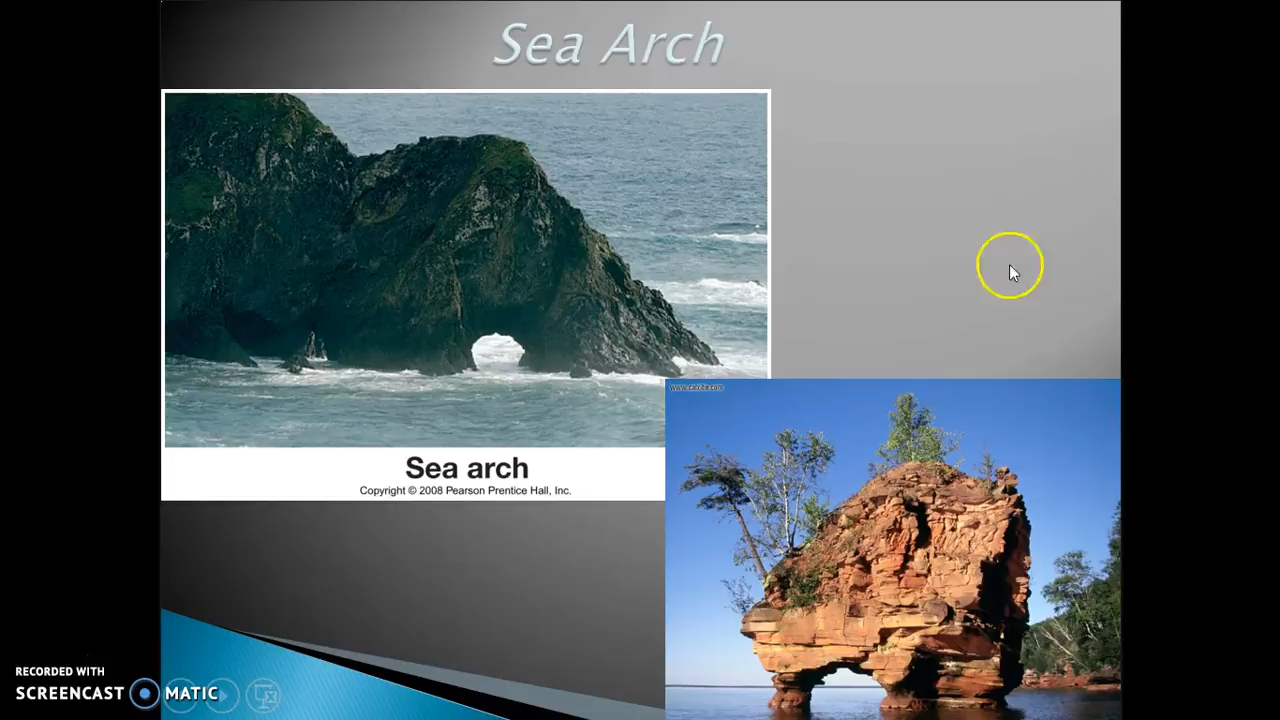 Sea Arch
Sea arch
Copyright © 2008 Pearson Prentice Hall, Inc.
RECORDED WITH
SCREENCAST MATIC